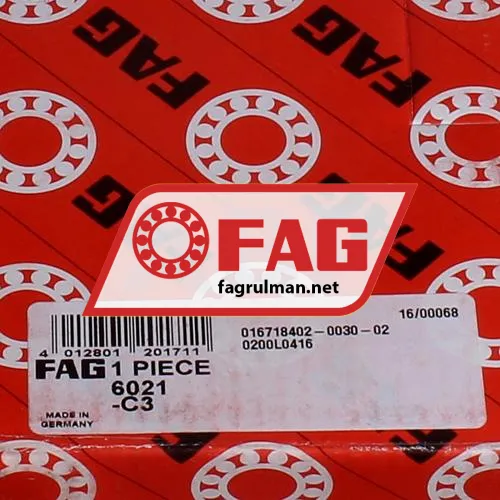 FAG
FAG
FAG
FAG
FAG
fagrulman.net
16/00068
016718402-0030-02
0200L0416
4 012801 201711
FAG 1 PIECE
6021
-C3
MADE IN
GERMANY